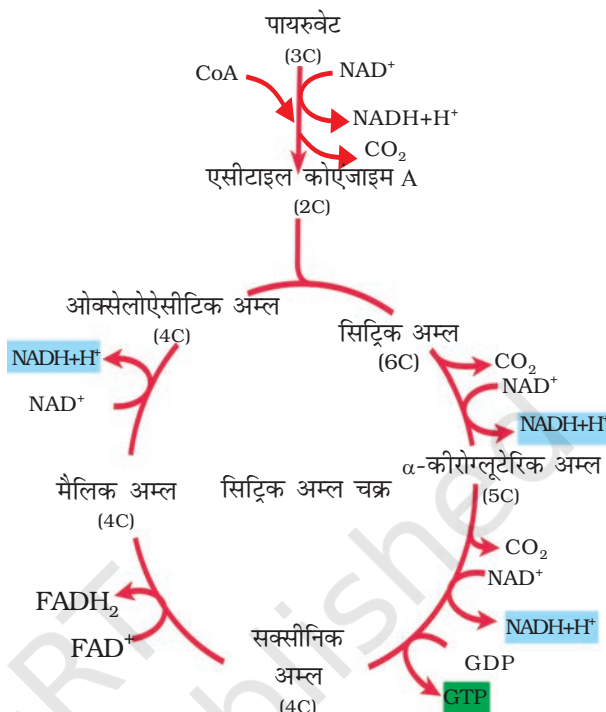 पायरुवेट
(3C)
CoA
NAD⁺
NADH+H⁺
CO₂
एसीटाइल कोएंजाइम A
(2C)
ओक्सेलोऐसीटिक अम्ल
(4C)
सिट्रिक अम्ल
(6C)
NADH+H⁺
CO₂
NAD⁺
NAD⁺
NADH+H⁺
α-कीरोग्लूटेरिक अम्ल
(5C)
मैलिक अम्ल
(4C)
सिट्रिक अम्ल चक्र
CO₂
NAD⁺
FADH₂
NADH+H⁺
FAD⁺
सक्सीनिक
अम्ल
(4C)
GDP
GTP